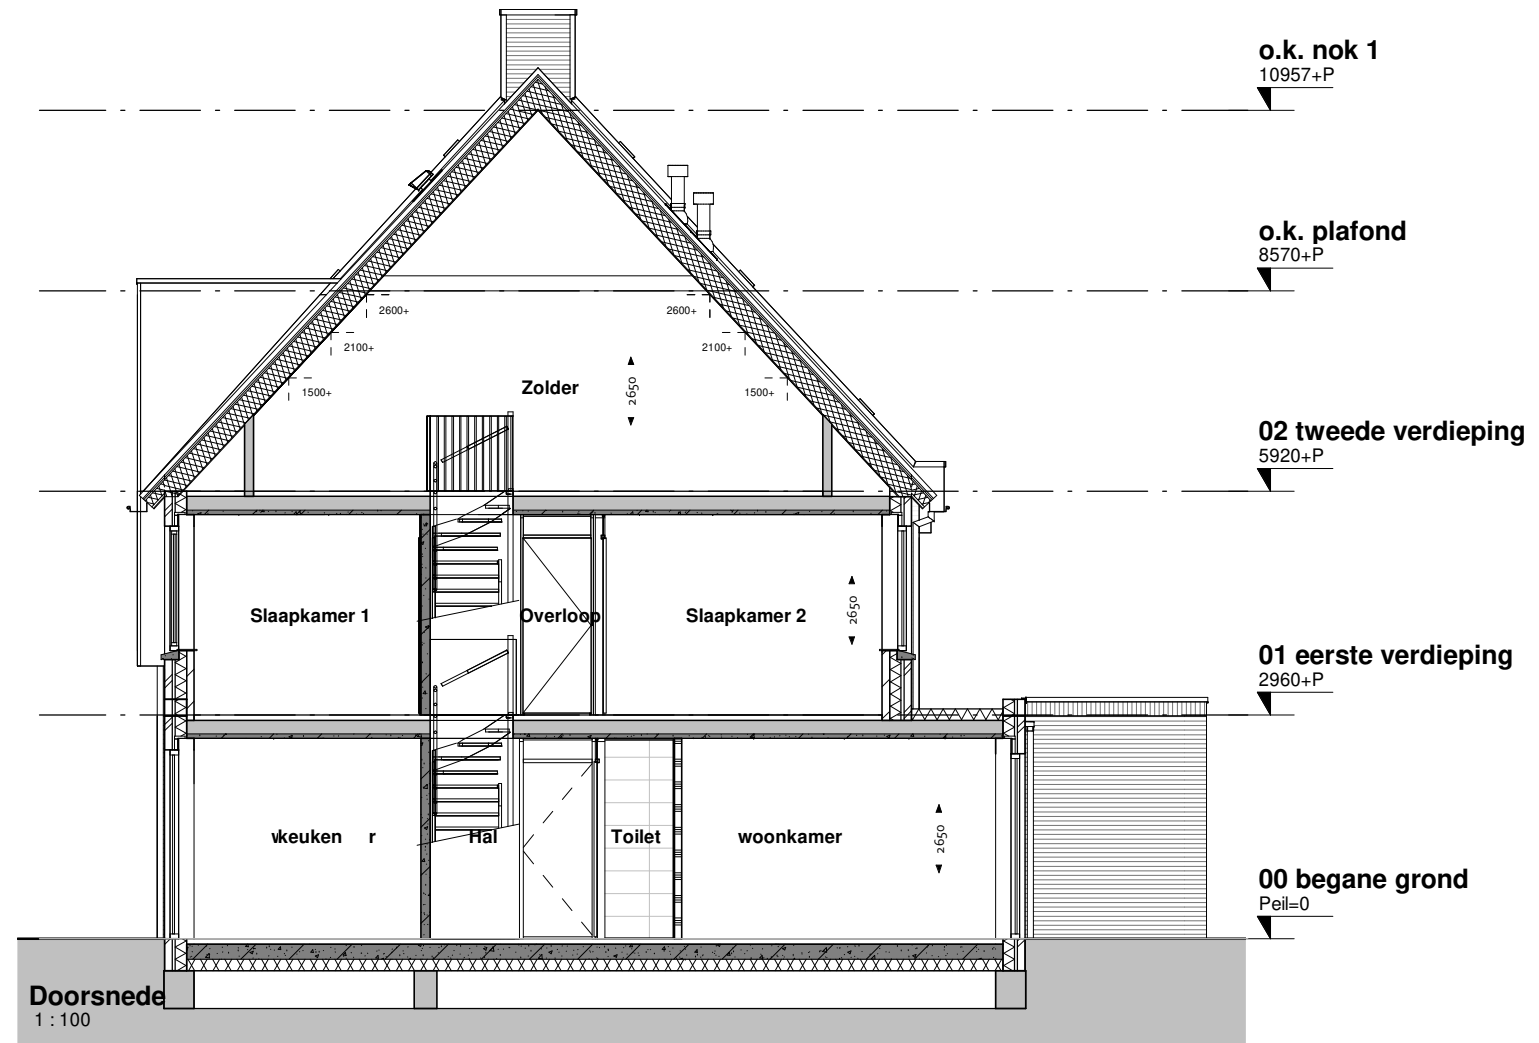 o.k. nok 1
10957+P
o.k. plafond
8570+P
2600+
2600+
2100+
2100+
Zolder
2650
1500+
1500+
02 tweede verdieping
5920+P
Slaapkamer 1
Overloop
Slaapkamer 2
2650
01 eerste verdieping
2960+P
keuken r
Hal
Toilet
woonkamer
2650
00 begane grond
Peil=0
Doorsnede
1 : 100